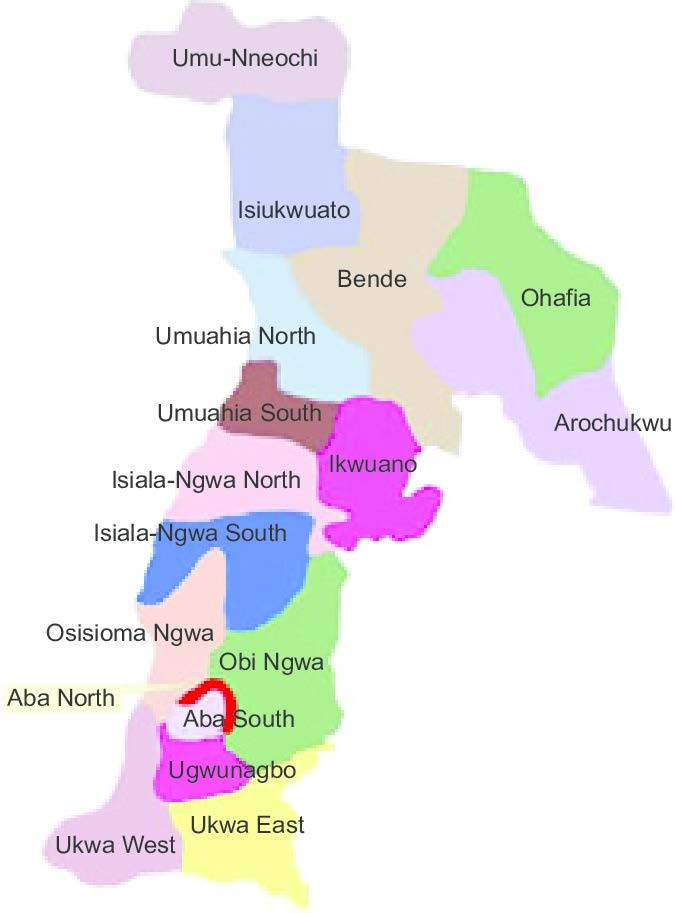 Umu-Nneochi
Isiukwuato
Bende
Ohafia
Umuahia North
Umuahia South
Arochukwu
Ikwuano
Isiala-Ngwa North
Isiala-Ngwa South
Osisioma Ngwa
Obi Ngwa
Aba North
Aba South
Ugwunagbo
Ukwa East
Ukwa West